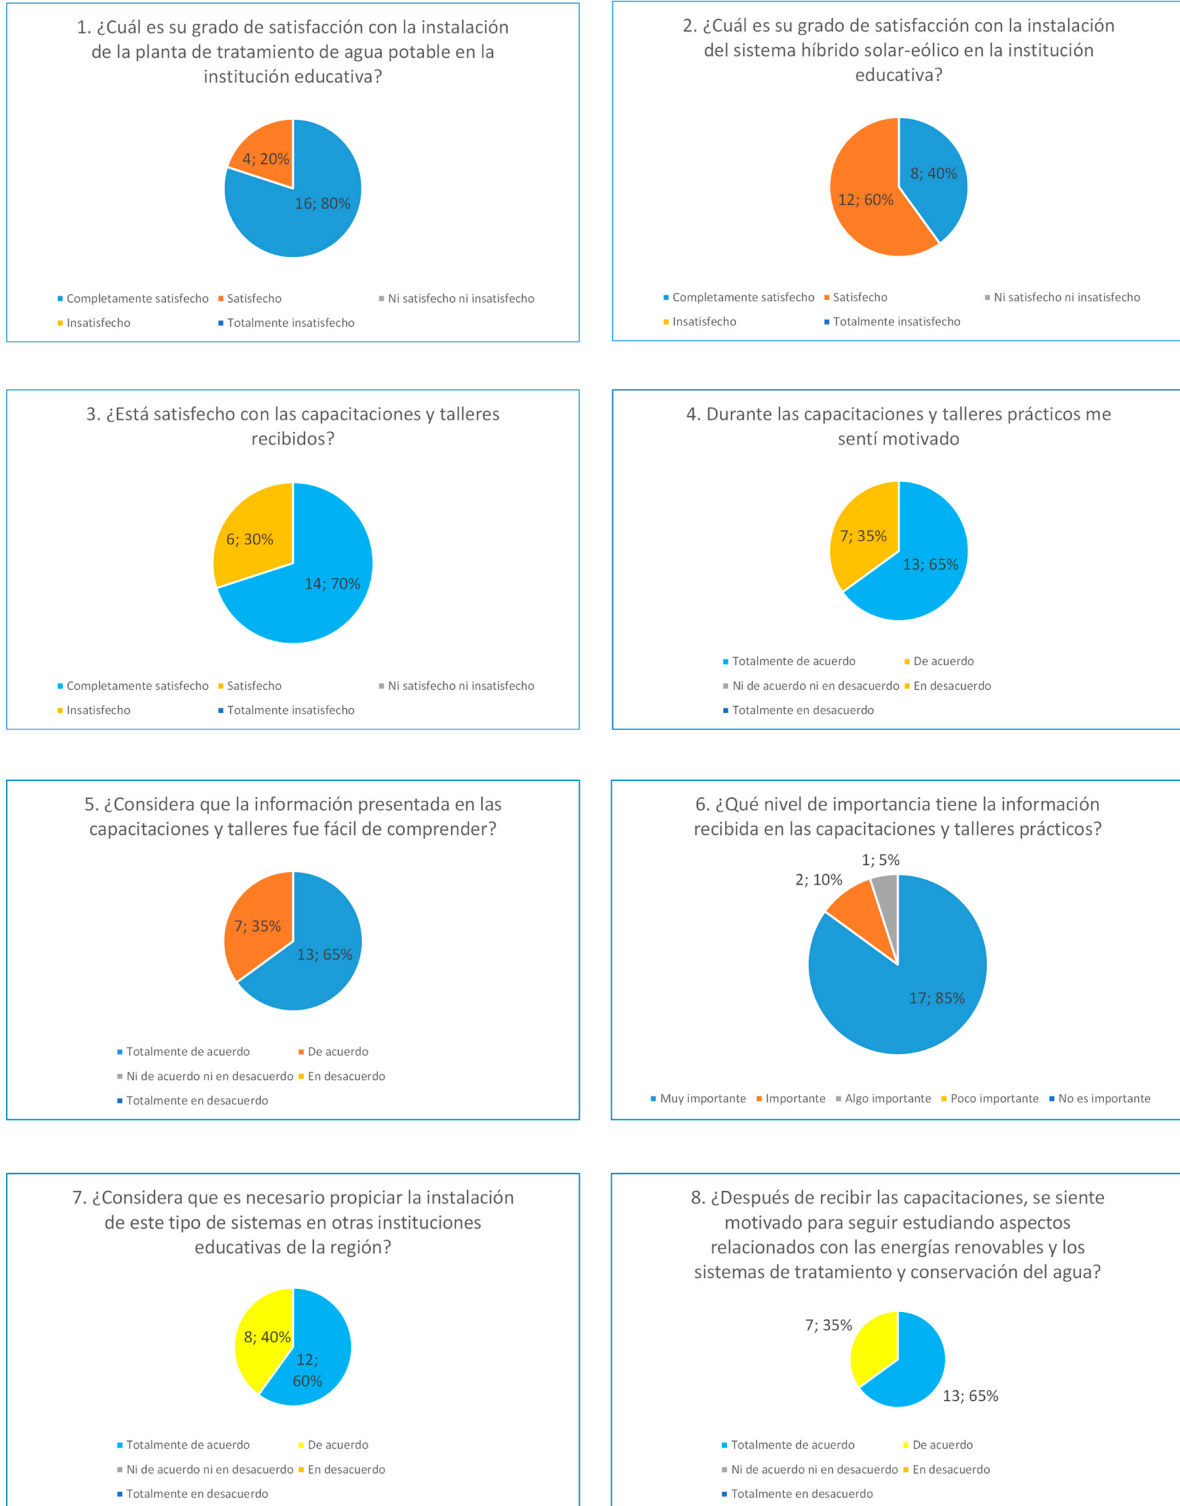 1. ¿Cuál es su grado de satisfacción con la instalación
de la planta de tratamiento de agua potable en la
institución educativa?
4; 20%
16; 80%
Completamente satisfecho
Satisfecho
Ni satisfecho ni insatisfecho
Insatisfecho
Totalmente insatisfecho
2. ¿Cuál es su grado de satisfacción con la instalación
del sistema híbrido solar-eólico en la institución
educativa?
8; 40%
12; 60%
Completamente satisfecho
Satisfecho
Ni satisfecho ni insatisfecho
Insatisfecho
Totalmente insatisfecho
3. ¿Está satisfecho con las capacitaciones y talleres
recibidos?
6; 30%
14; 70%
Completamente satisfecho
Satisfecho
Ni satisfecho ni insatisfecho
Insatisfecho
Totalmente insatisfecho
4. Durante las capacitaciones y talleres prácticos me
sentí motivado
7; 35%
13; 65%
Totalmente de acuerdo
De acuerdo
Ni de acuerdo ni en desacuerdo
En desacuerdo
Totalmente en desacuerdo
5. ¿Considera que la información presentada en las
capacitaciones y talleres fue fácil de comprender?
7; 35%
13; 65%
Totalmente de acuerdo
De acuerdo
Ni de acuerdo ni en desacuerdo
En desacuerdo
Totalmente en desacuerdo
6. ¿Qué nivel de importancia tiene la información
recibida en las capacitaciones y talleres prácticos?
1; 5%
2; 10%
17; 85%
Muy importante
Importante
Algo importante
Poco importante
No es importante
7. ¿Considera que es necesario propiciar la instalación
de este tipo de sistemas en otras instituciones
educativas de la región?
8; 40%
12;
60%
Totalmente de acuerdo
De acuerdo
Ni de acuerdo ni en desacuerdo
En desacuerdo
Totalmente en desacuerdo
8. ¿Después de recibir las capacitaciones, se siente
motivado para seguir estudiando aspectos
relacionados con las energías renovables y los
sistemas de tratamiento y conservación del agua?
7; 35%
13; 65%
Totalmente de acuerdo
De acuerdo
Ni de acuerdo ni en desacuerdo
En desacuerdo
Totalmente en desacuerdo